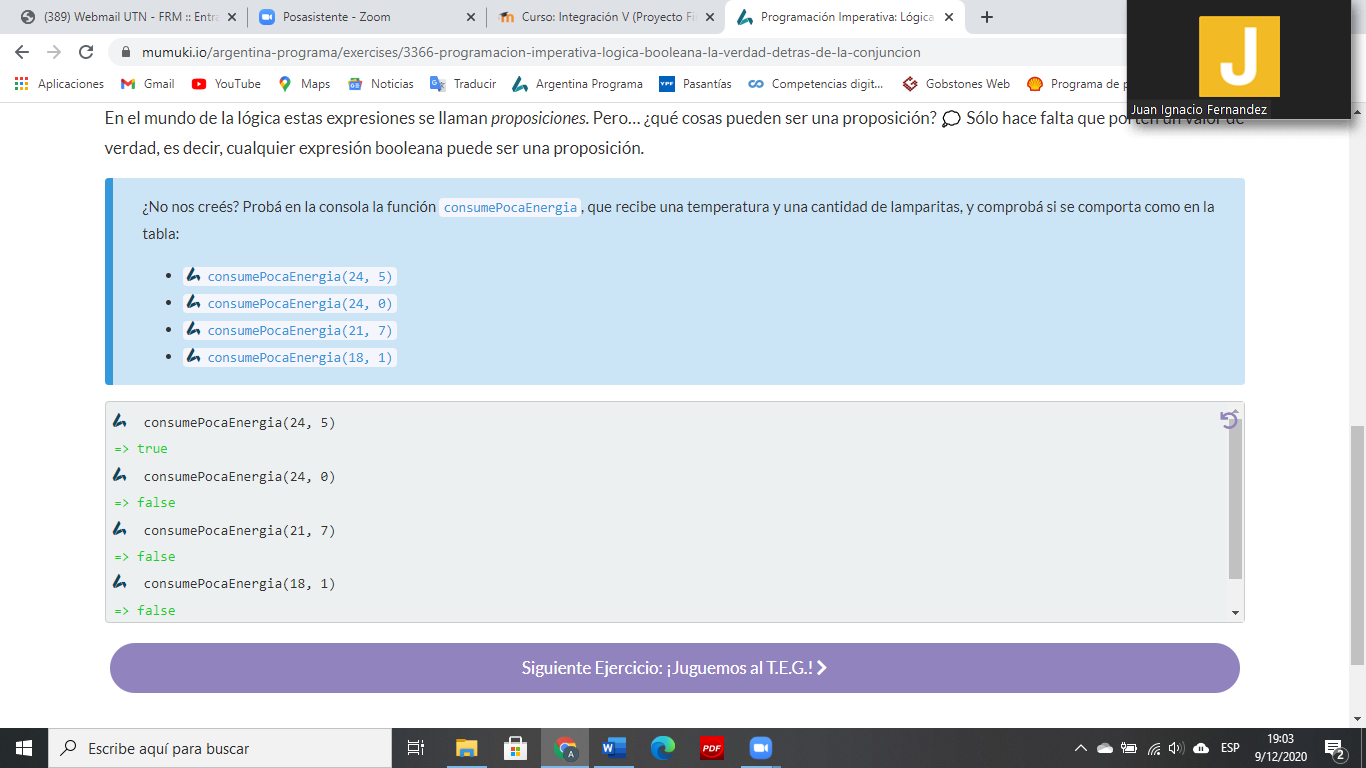 (389) Webmail UTN - FRM :: Entra
Posasistente - Zoom
Curso: Integración V (Proyecto Fi
Programación Imperativa: Lógica
mumuki.io/argentina-programa/exercises/3366-programacion-imperativa-logica-booleana-la-verdad-detras-de-la-conjuncion
Aplicaciones
Gmail
YouTube
Maps
Noticias
Traducir
Argentina Programa
YPF
Pasantías
Competencias digit...
Gobstones Web
Programa de p
J
Juan Ignacio Fernandez
En el mundo de la lógica estas expresiones se llaman proposiciones. Pero… ¿qué cosas pueden ser una proposición? Sólo hace falta que porten un valor de
verdad, es decir, cualquier expresión booleana puede ser una proposición.
¿No nos creés? Probá en la consola la función consumePocaEnergia, que recibe una temperatura y una cantidad de lamparitas, y comprobá si se comporta como en la
tabla:
consumePocaEnergia(24, 5)
consumePocaEnergia(24, 0)
consumePocaEnergia(21, 7)
consumePocaEnergia(18, 1)
consumePocaEnergia(24, 5)
=> true
consumePocaEnergia(24, 0)
=> false
consumePocaEnergia(21, 7)
=> false
consumePocaEnergia(18, 1)
=> false
Siguiente Ejercicio: ¡Juguemos al T.E.G.!
Escribe aquí para buscar
A
W
PDF
ESP
19:03
9/12/2020
2